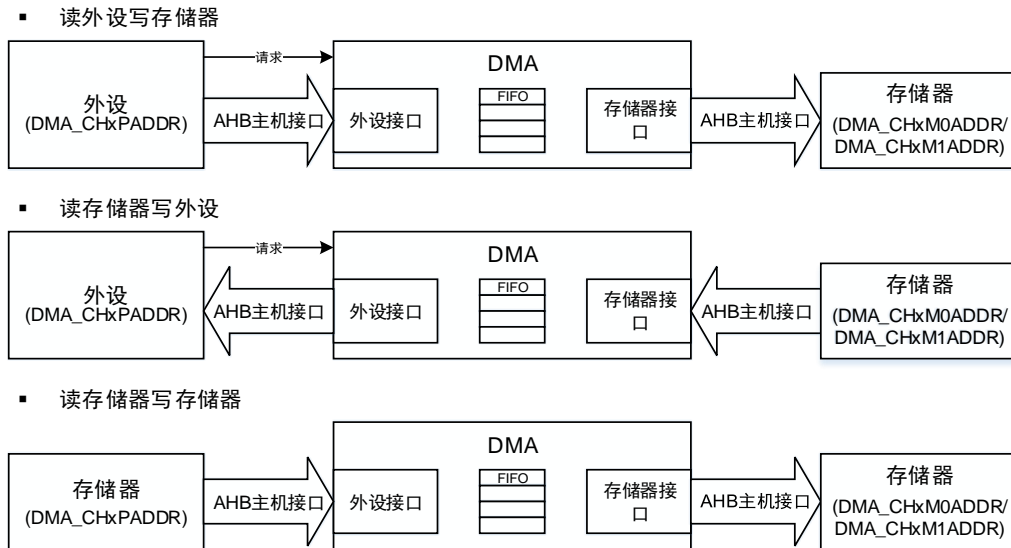 ▪ 读外设写存储器
请求
DMA
外设
(DMA_CHxPADDR)
AHB主机接口
外设接口
FIFO
存储器接
口
AHB主机接口
存储器
(DMA_CHxM0ADDR/
DMA_CHxM1ADDR)
▪ 读存储器写外设
请求
DMA
外设
(DMA_CHxPADDR)
AHB主机接口
外设接口
FIFO
存储器接
口
AHB主机接口
存储器
(DMA_CHxM0ADDR/
DMA_CHxM1ADDR)
▪ 读存储器写存储器
DMA
存储器
(DMA_CHxPADDR)
AHB主机接口
外设接口
FIFO
存储器接
口
AHB主机接口
存储器
(DMA_CHxM0ADDR/
DMA_CHxM1ADDR)